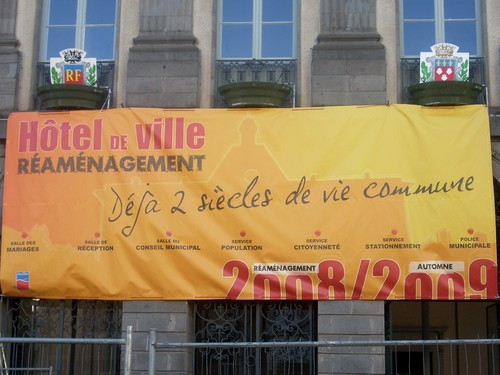 RF
Hôtel DE ville
RÉAMÉNAGEMENT
Déjà 2 siècles de vie commune
SALLE DES MARIAGES
SALLE DE RÉCEPTION
SALLE DU CONSEIL MUNICIPAL
SERVICE POPULATION
SERVICE CITOYENNETÉ
SERVICE STATIONNEMENT
POLICE MUNICIPALE
RÉAMÉNAGEMENT AUTOMNE
2008/2009